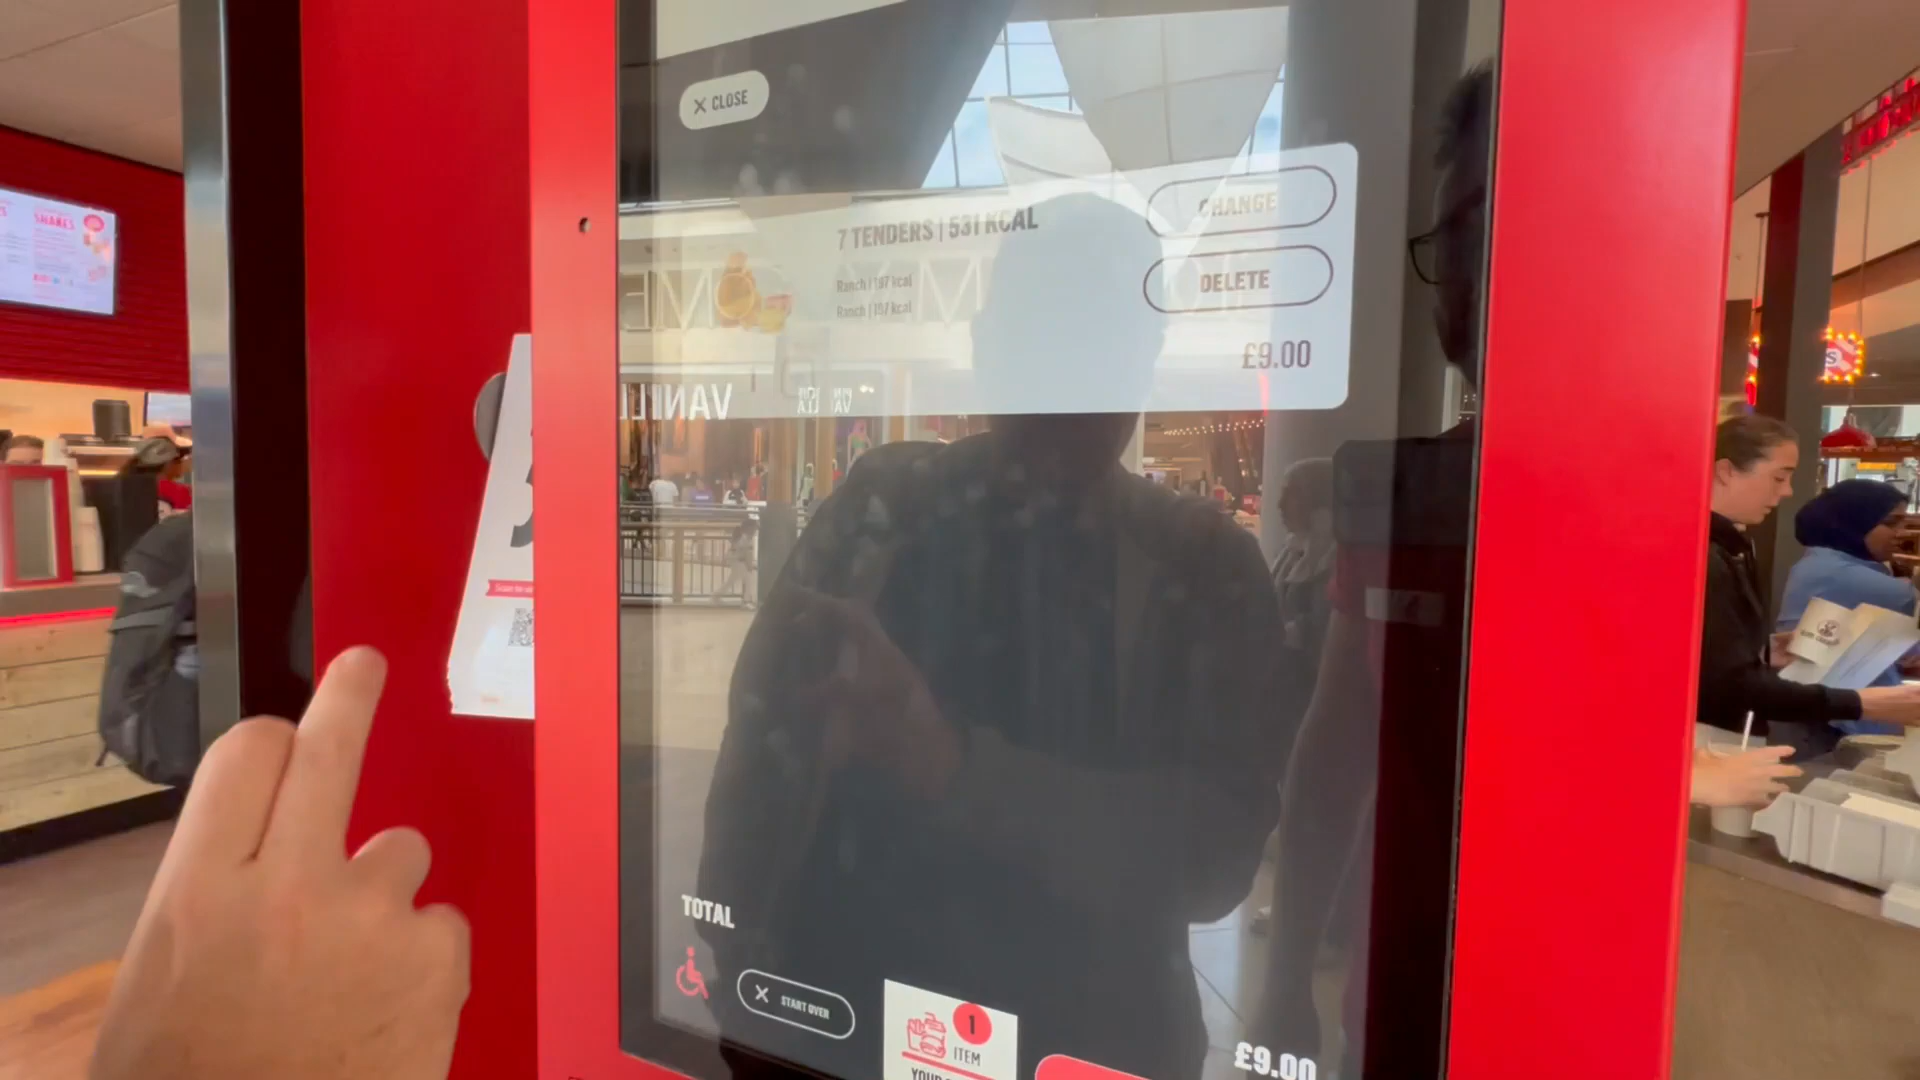 SHAKES
CLOSE
7 TENDERS | 531 KCAL
Ranch | 197 kcal
Ranch | 197 kcal
CHANGE
DELETE
£9.00
VANILL
TOTAL
START OVER
1
ITEM
£9.00